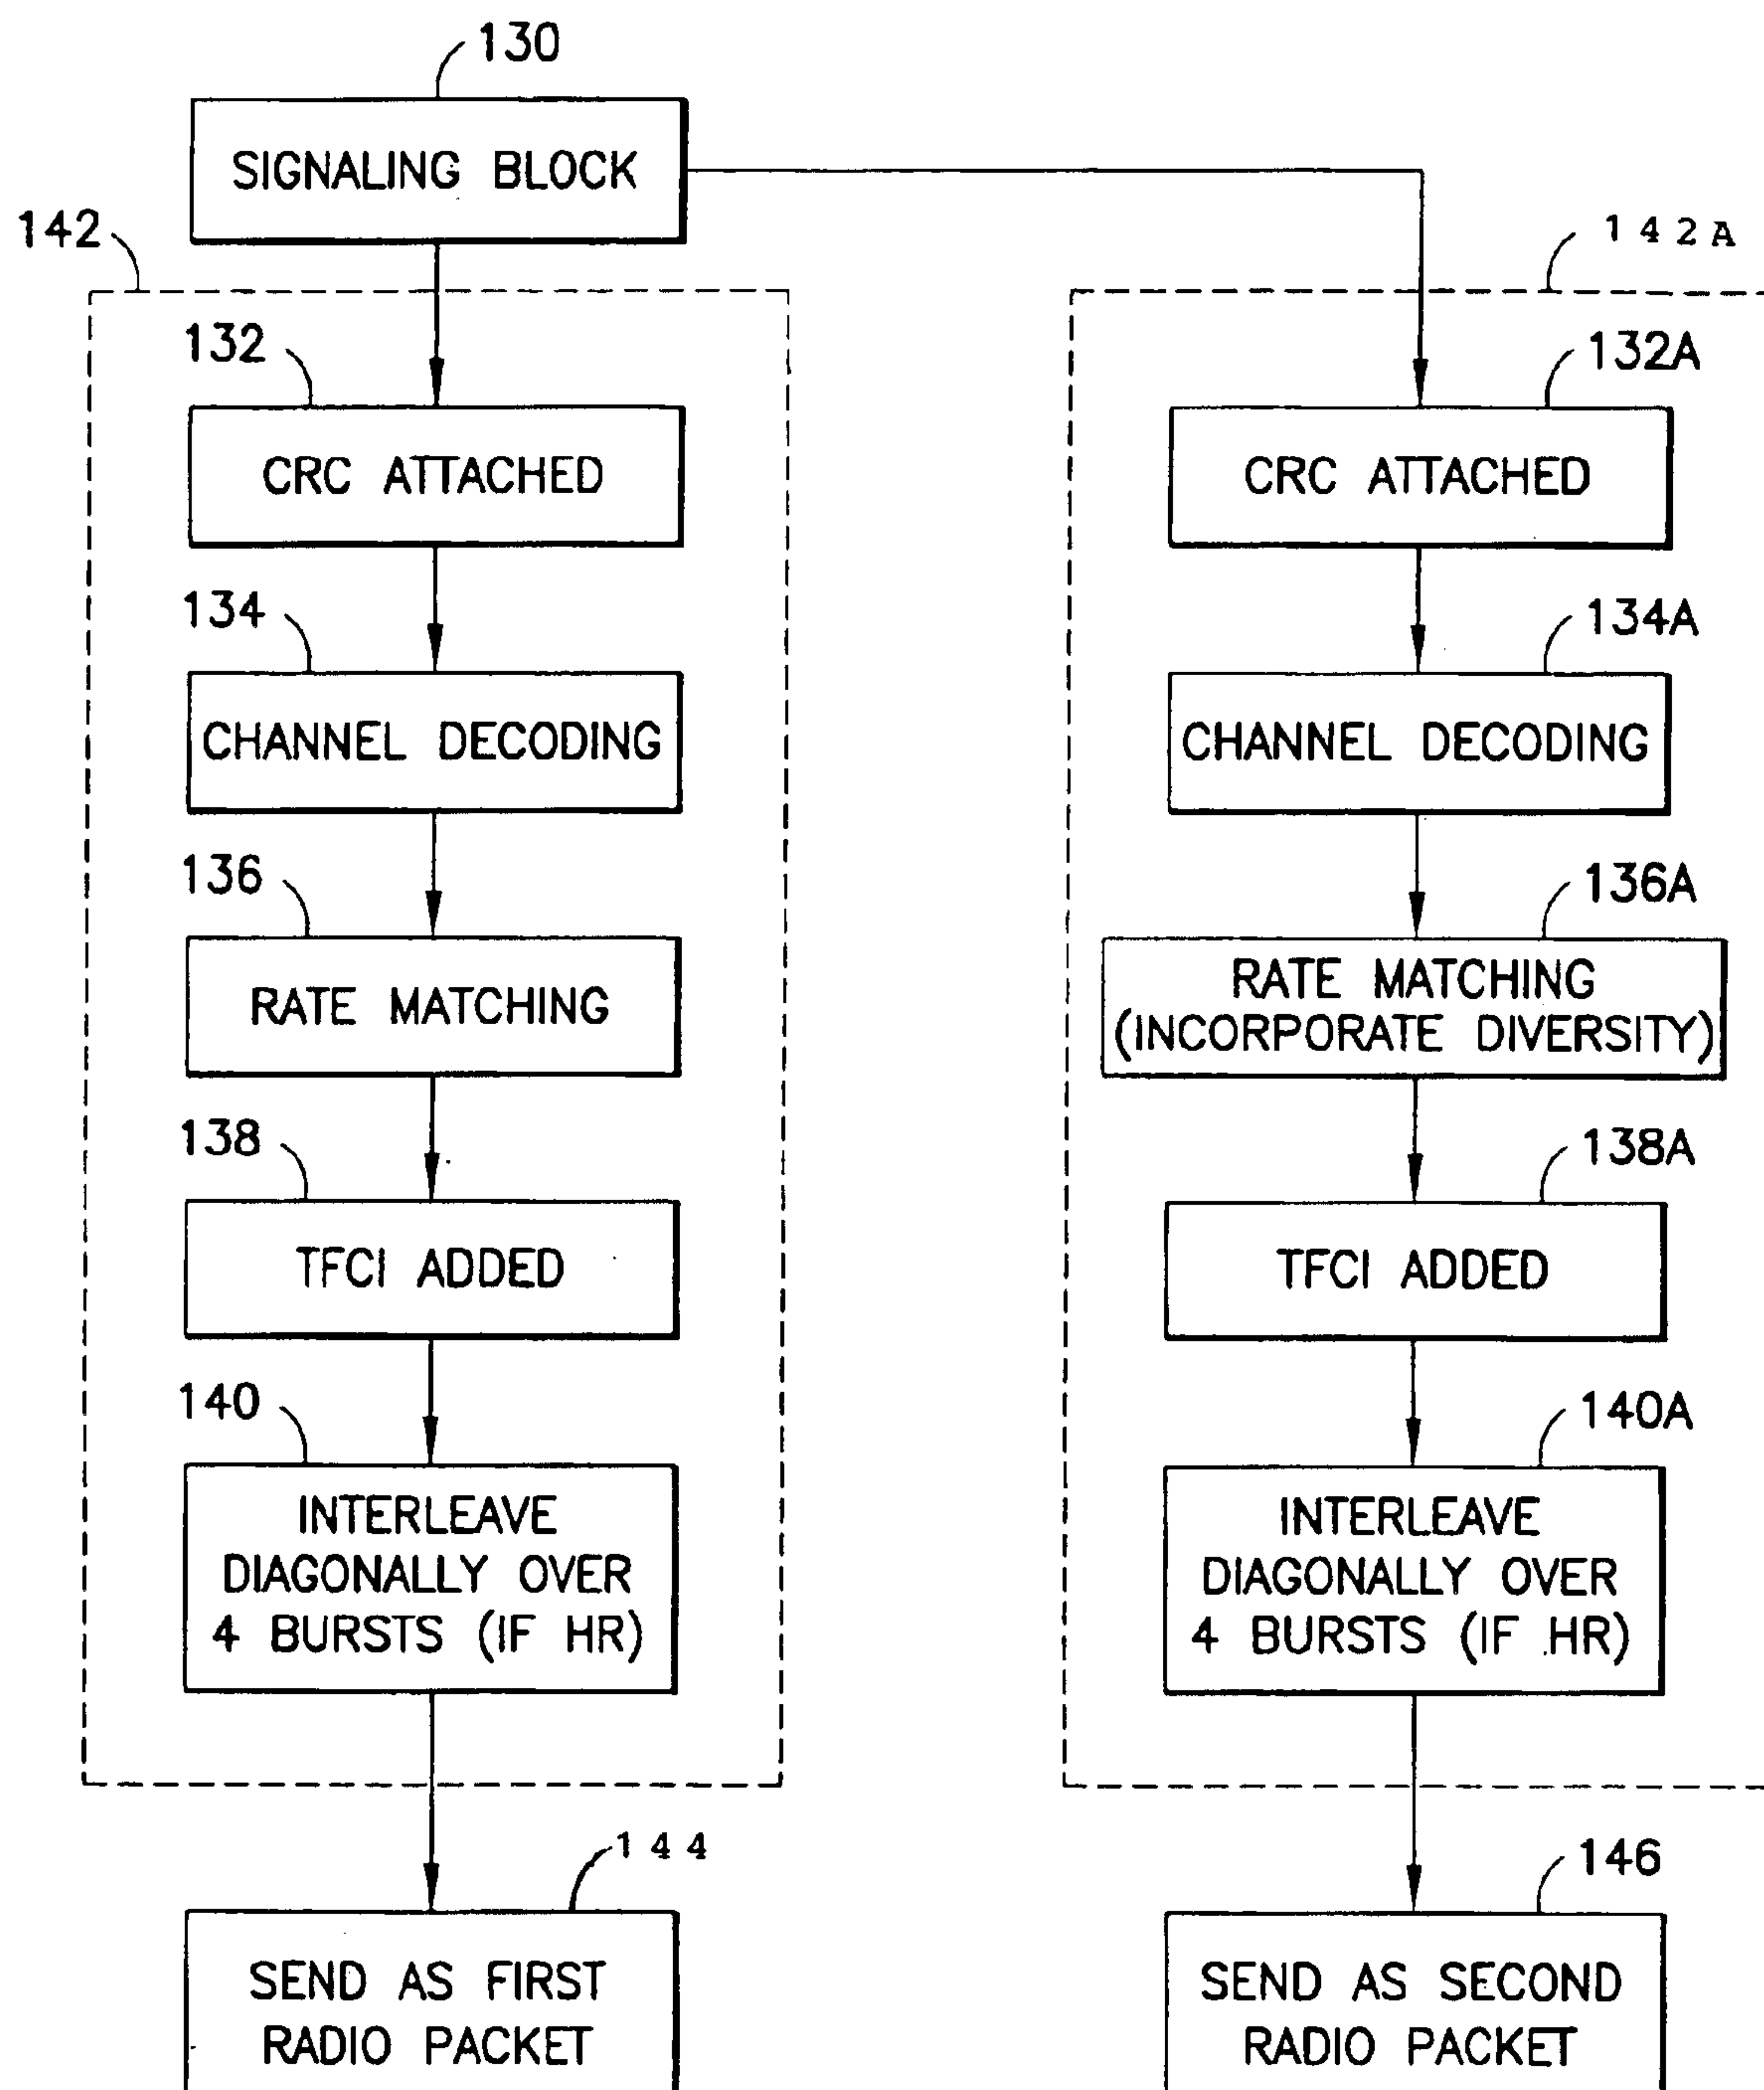 130
SIGNALING BLOCK
142
142A
132
CRC ATTACHED
132A
CRC ATTACHED
134
CHANNEL DECODING
134A
CHANNEL DECODING
136
RATE MATCHING
136A
RATE MATCHING
(INCORPORATE DIVERSITY)
138
TFCI ADDED
138A
TFCI ADDED
140
INTERLEAVE
DIAGONALLY OVER
4 BURSTS (IF HR)
140A
INTERLEAVE
DIAGONALLY OVER
4 BURSTS (IF HR)
144
SEND AS FIRST
RADIO PACKET
146
SEND AS SECOND
RADIO PACKET